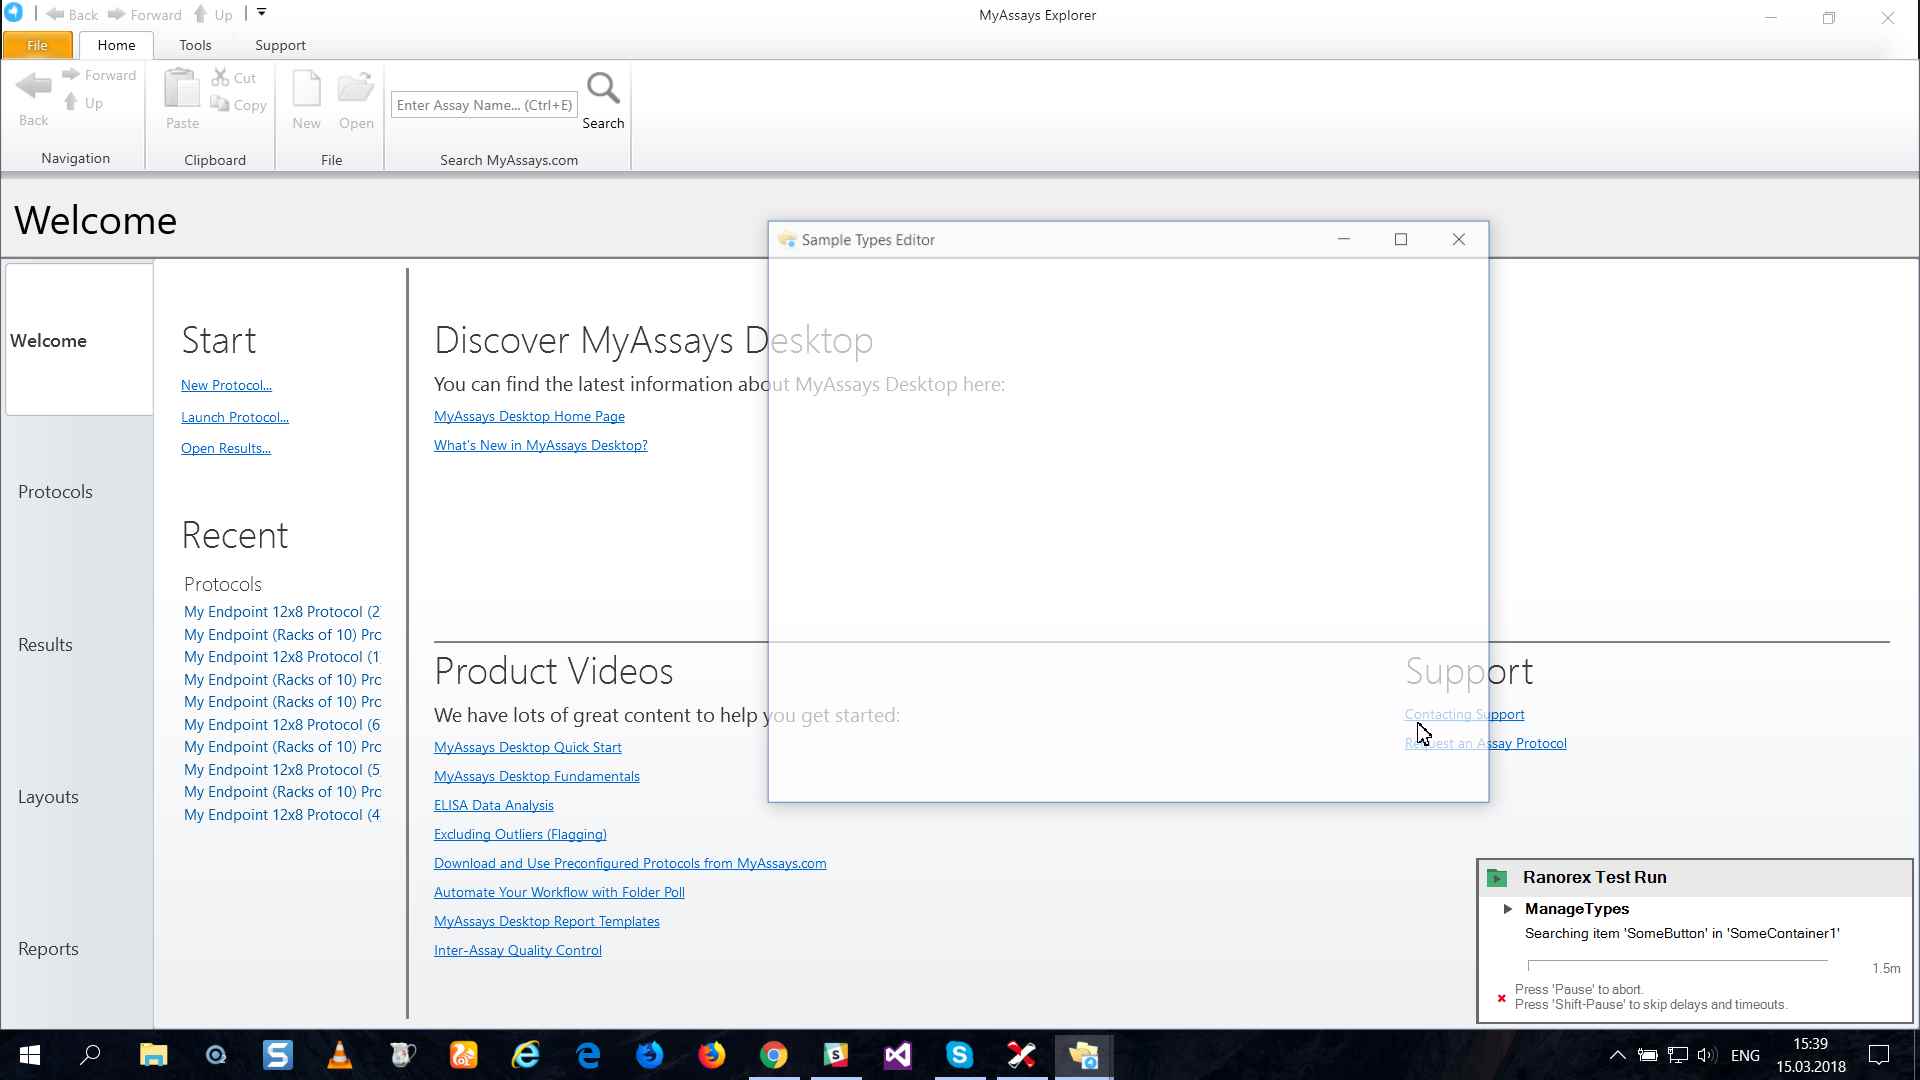 Back Forward Up MyAssays Explorer
File Home Tools Support
Back Forward Up
Navigation
Paste Cut Copy
Clipboard
New Open
File
Enter Assay Name... (Ctrl+E) Search
Search MyAssays.com
Welcome
Welcome
Protocols
Results
Layouts
Reports
Start
New Protocol...
Launch Protocol...
Open Results...
Recent
Protocols
My Endpoint 12x8 Protocol (2
My Endpoint (Racks of 10) Prc
My Endpoint 12x8 Protocol (1
My Endpoint (Racks of 10) Prc
My Endpoint (Racks of 10) Prc
My Endpoint 12x8 Protocol (6
My Endpoint (Racks of 10) Prc
My Endpoint 12x8 Protocol (5
My Endpoint (Racks of 10) Prc
My Endpoint 12x8 Protocol (4
Discover MyAssays Desktop
You can find the latest information about MyAssays Desktop here:
MyAssays Desktop Home Page
What's New in MyAssays Desktop?
Sample Types Editor
Product Videos
We have lots of great content to help you get started:
MyAssays Desktop Quick Start
MyAssays Desktop Fundamentals
ELISA Data Analysis
Excluding Outliers (Flagging)
Download and Use Preconfigured Protocols from MyAssays.com
Automate Your Workflow with Folder Poll
MyAssays Desktop Report Templates
Inter-Assay Quality Control
Support
Contacting Support
Request an Assay Protocol
Ranorex Test Run
ManageTypes
Searching item 'SomeButton' in 'SomeContainer1'
1.5m
Press 'Pause' to abort.
Press 'Shift-Pause' to skip delays and timeouts.
ENG
15:39
15.03.2018